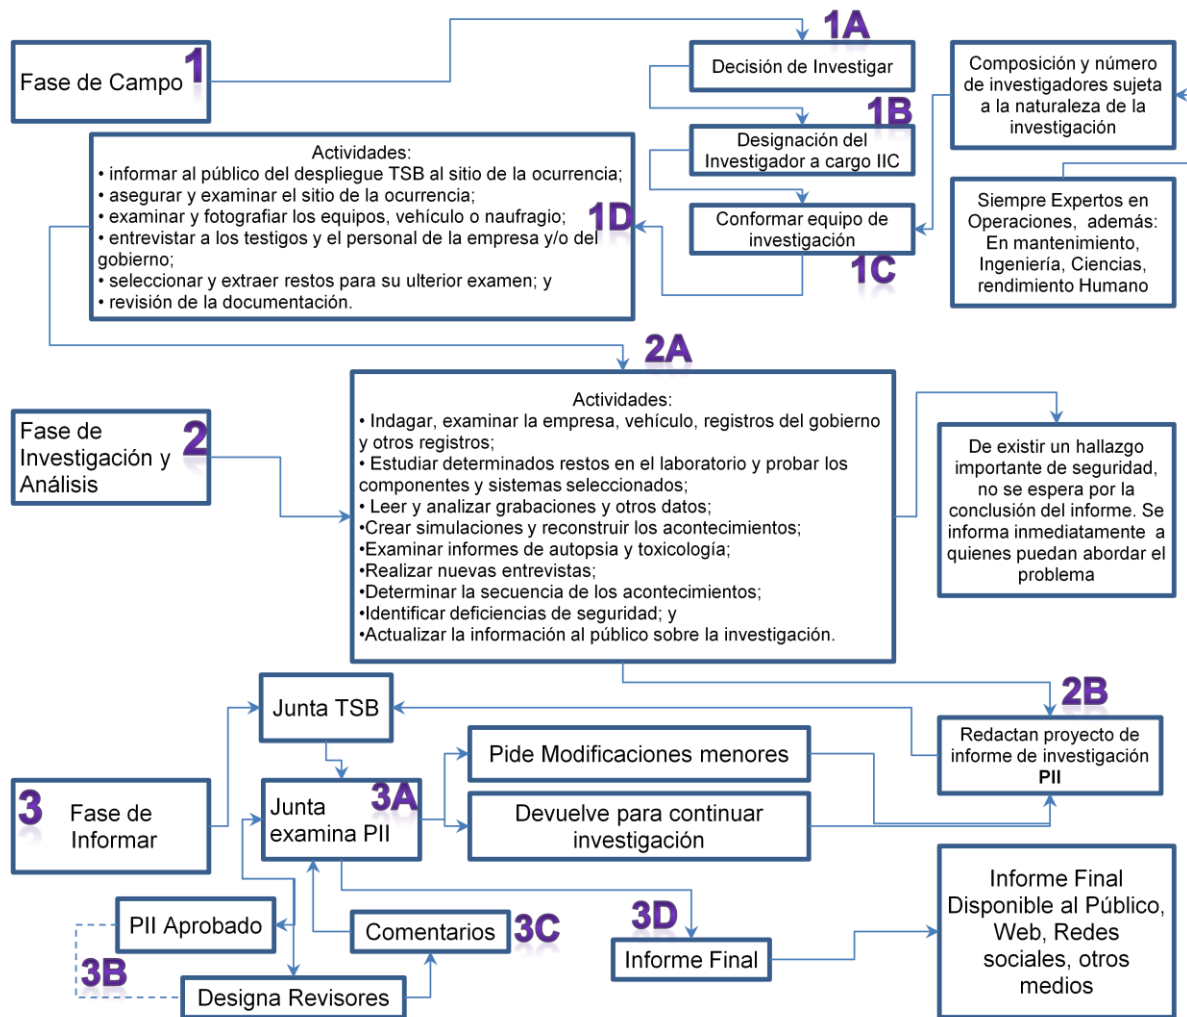 1
Fase de Campo
1A
Decisión de Investigar
1B
Designación del
Investigador a cargo IIC
Conformar equipo de
investigación
1C
Composición y número
de investigadores sujeta
a la naturaleza de la
investigación
Siempre Expertos en
Operaciones, además:
En mantenimiento,
Ingeniería, Ciencias,
rendimiento Humano
1D
Actividades:
• informar al público del despliegue TSB al sitio de la ocurrencia;
• asegurar y examinar el sitio de la ocurrencia;
• examinar y fotografiar los equipos, vehículo o naufragio;
• entrevistar a los testigos y el personal de la empresa y/o del
gobierno;
• seleccionar y extraer restos para su ulterior examen; y
• revisión de la documentación.
2
Fase de
Investigación y
Análisis
2A
Actividades:
• Indagar, examinar la empresa, vehículo, registros del gobierno
y otros registros;
• Estudiar determinados restos en el laboratorio y probar los
componentes y sistemas seleccionados;
• Leer y analizar grabaciones y otros datos;
•Crear simulaciones y reconstruir los acontecimientos;
•Examinar informes de autopsia y toxicología;
•Realizar nuevas entrevistas;
•Determinar la secuencia de los acontecimientos;
•Identificar deficiencias de seguridad; y
•Actualizar la información al público sobre la investigación.
De existir un hallazgo
importante de seguridad,
no se espera por la
conclusión del informe. Se
informa inmediatamente a
quienes puedan abordar el
problema
2B
Redactan proyecto de
informe de investigación
PII
3
Fase de
Informar
Junta TSB
3A
Junta
examina PII
Pide Modificaciones menores
Devuelve para continuar
investigación
PII Aprobado
3B
Designa Revisores
Comentarios
3C
3D
Informe Final
Informe Final
Disponible al Público,
Web, Redes
sociales, otros
medios